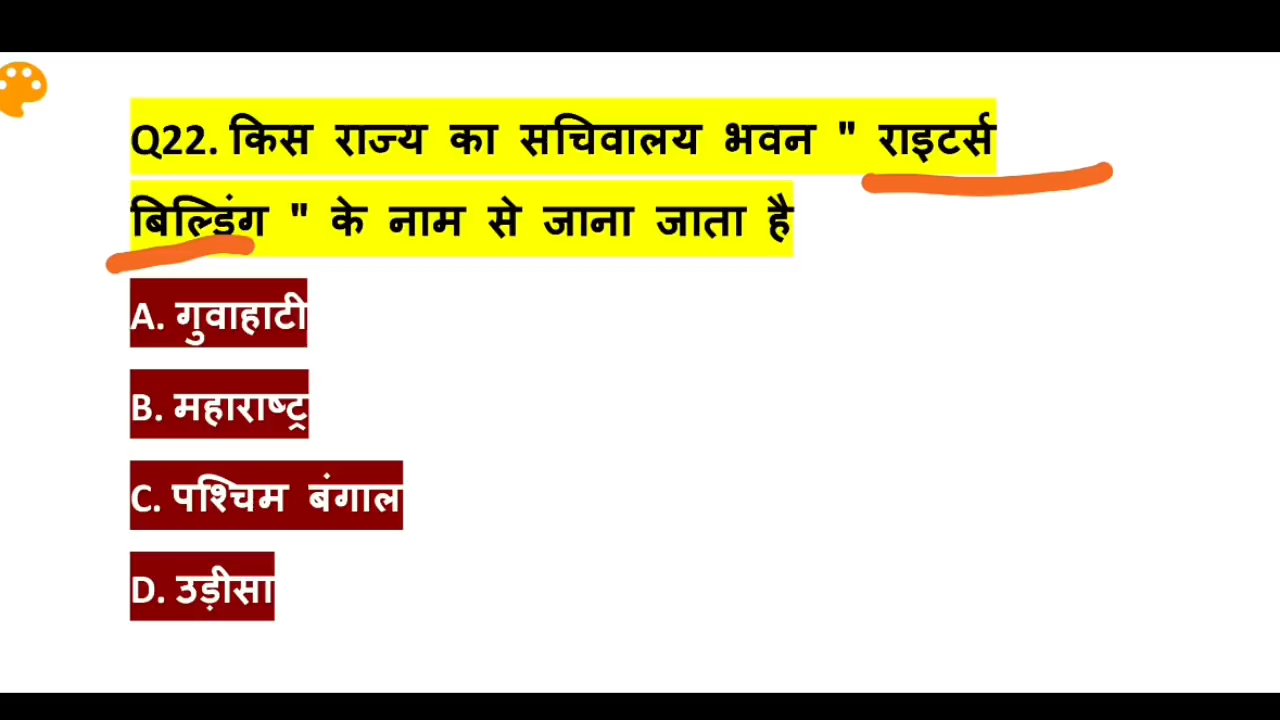 Q22. किस राज्य का सचिवालय भवन " राइटर्स
बिल्डिंग " के नाम से जाना जाता है
A. गुवाहाटी
B. महाराष्ट्र
C. पश्चिम बंगाल
D. उड़ीसा